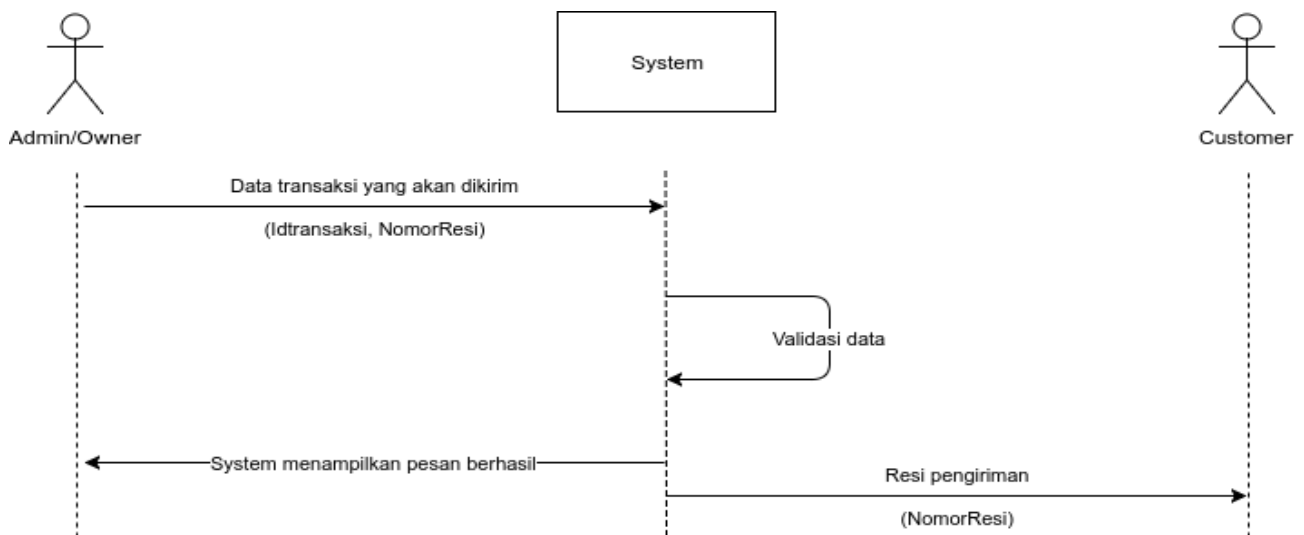 System
Admin/Owner
Customer
Data transaksi yang akan dikirim
(Idtransaksi, NomorResi)
Validasi data
System menampilkan pesan berhasil
Resi pengiriman
(NomorResi)